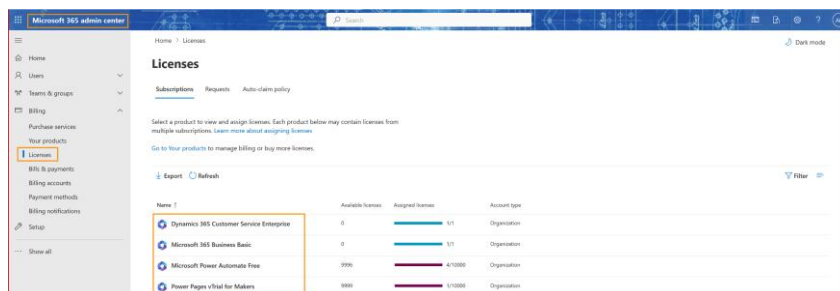 Microsoft 365 admin center
Search
Home > Licenses
Dark mode
Home
Users
Teams & groups
Billing
Purchase services
Your products
Licenses
Bills & payments
Billing accounts
Payment methods
Billing notifications
Setup
Show all
Licenses
Subscriptions Requests Auto-claim policy
Select a product to view and assign licenses. Each product below may contain licenses from
multiple subscriptions. Learn more about assigning licenses
Go to Your products to manage billing or buy more licenses.
Export Refresh Filter
Name ↑ Available licenses Assigned licenses Account type
Dynamics 365 Customer Service Enterprise 0 1/1 Organization
Microsoft 365 Business Basic 0 1/1 Organization
Microsoft Power Automate Free 9996 4/10000 Organization
Power Pages vTrial for Makers 9999 1/10000 Organization